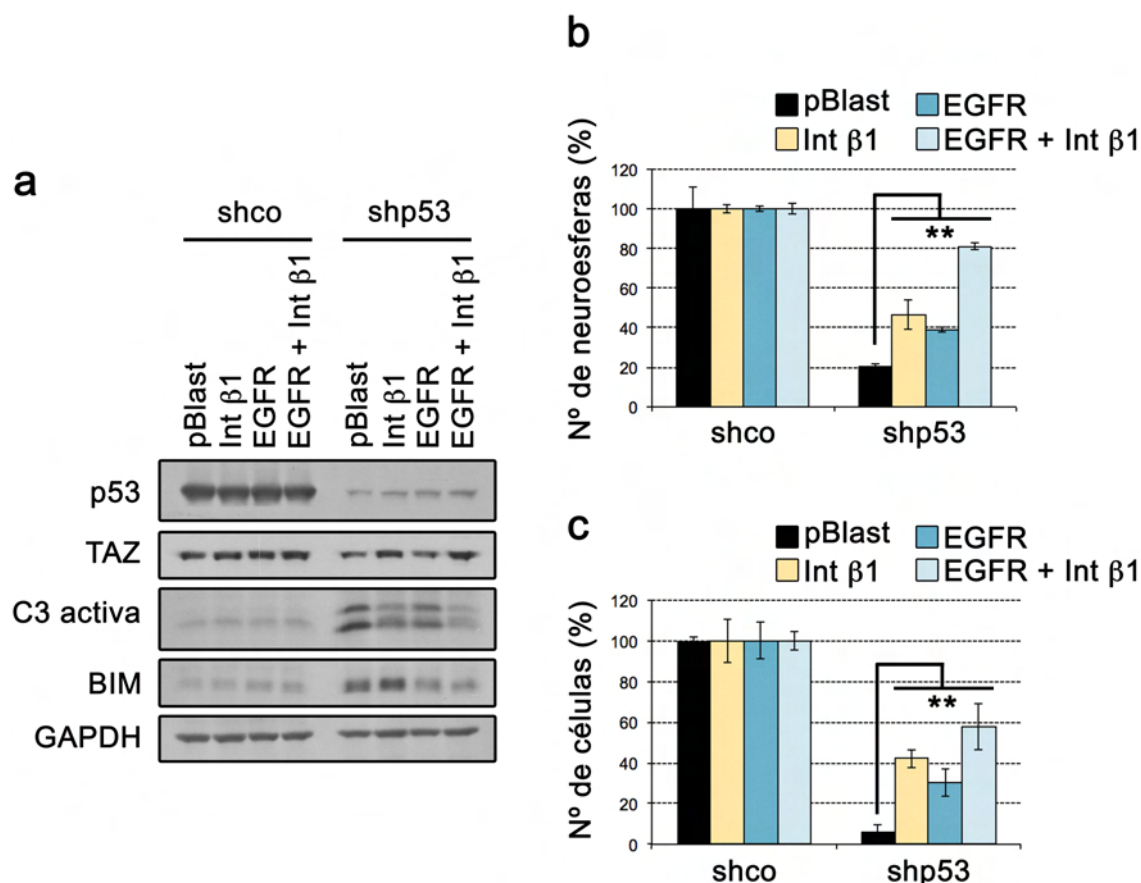 a
shco shp53
pBlast
Int β1
EGFR
EGFR + Int β1
pBlast
Int β1
EGFR
EGFR + Int β1
p53
TAZ
C3 activa
BIM
GAPDH
b
pBlast EGFR
Int β1 EGFR + Int β1
Nº de neuroesferas (%)
120
100
80
60
40
20
0
**
shco shp53
c
pBlast EGFR
Int β1 EGFR + Int β1
Nº de células (%)
120
100
80
60
40
20
0
**
shco shp53